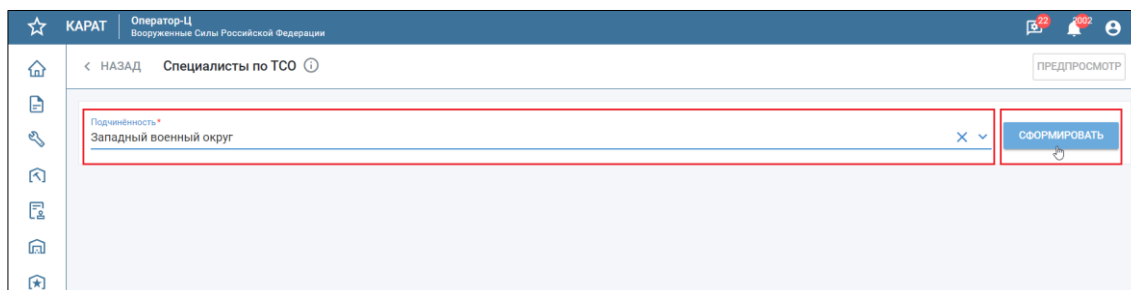 КАРАТ
Оператор-Ц
Вооруженные Силы Российской Федерации
22
2002
НАЗАД
Специалисты по ТСО
ПРЕДПРОСМОТР
Подчинённость*
Западный военный округ
СФОРМИРОВАТЬ